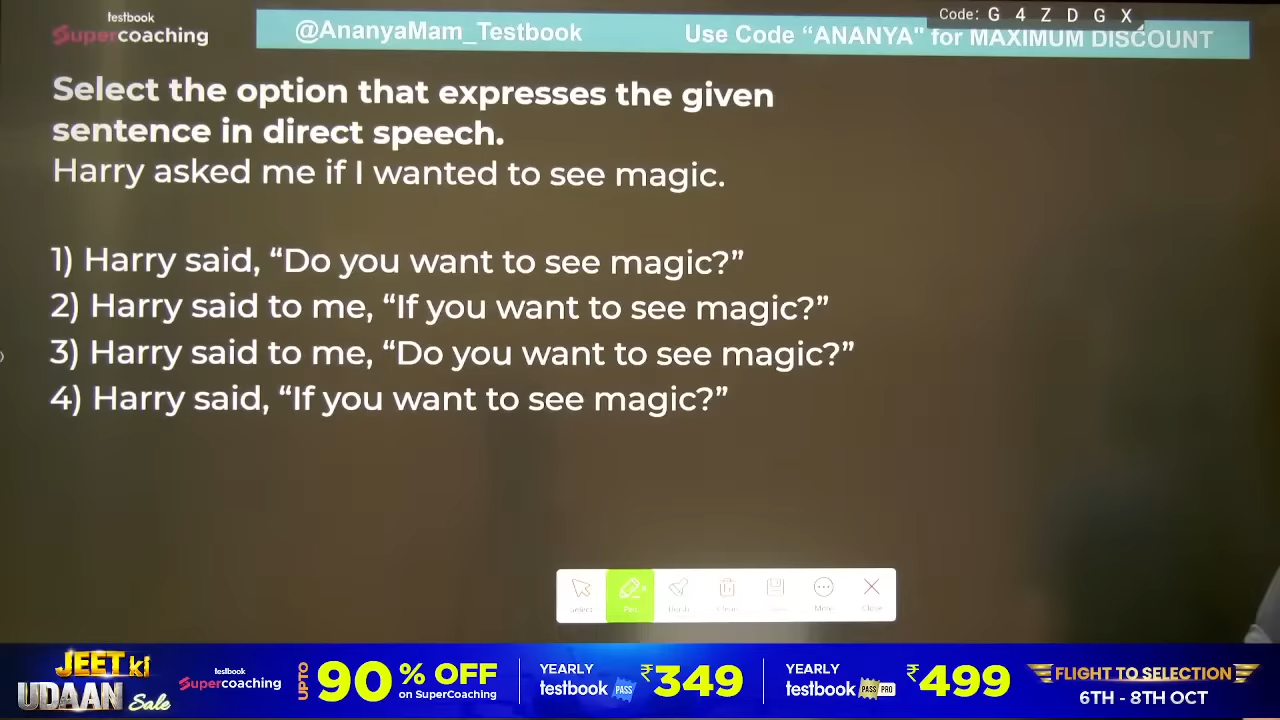 testbook
Supercoaching
@AnanyaMam_Testbook
Use Code “ANANYA" for MAXIMUM DISCOUNT
Code: G 4 Z D G X
Select the option that expresses the given
sentence in direct speech.
Harry asked me if I wanted to see magic.
1) Harry said, “Do you want to see magic?”
2) Harry said to me, “If you want to see magic?”
3) Harry said to me, “Do you want to see magic?”
4) Harry said, “If you want to see magic?”
Select
Pen
Clear
More
Close
JEET ki
UDAAN Sale
testbook
Supercoaching
UPTO 90% OFF
on SuperCoaching
YEARLY
testbook PASS
₹349
YEARLY
testbook PASS PRO
₹499
FLIGHT TO SELECTION
6TH - 8TH OCT